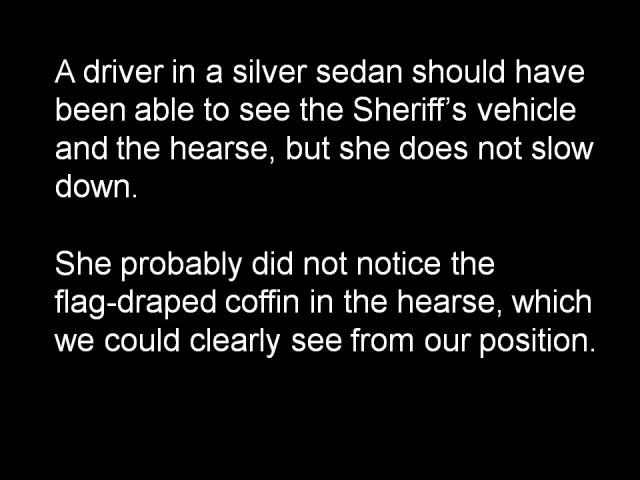 A driver in a silver sedan should have
been able to see the Sheriff's vehicle
and the hearse, but she does not slow
down.
She probably did not notice the
flag-draped coffin in the hearse, which
we could clearly see from our position.